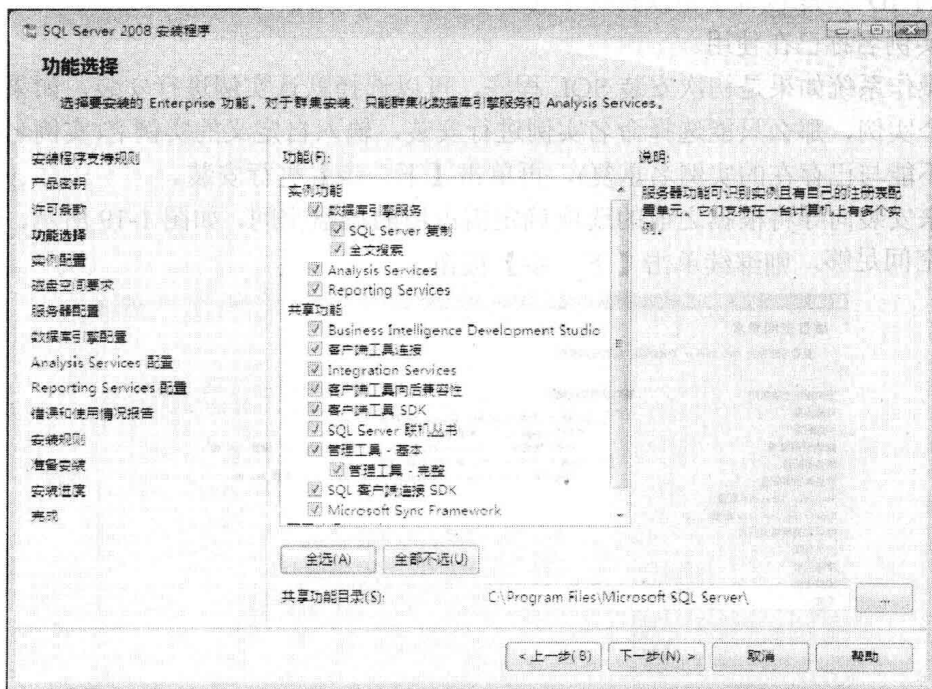 SQL Server 2008 安装程序
功能选择
选择要安装的 Enterprise 功能。对于群集安装，只能群集化数据库引擎服务和 Analysis Services。
安装程序支持规则
产品密钥
许可条款
功能选择
实例配置
磁盘空间要求
服务器配置
数据库引擎配置
Analysis Services 配置
Reporting Services 配置
错误和使用情况报告
安装规则
准备安装
安装进度
完成
功能(F):
实例功能
数据库引擎服务
SQL Server 复制
全文搜索
Analysis Services
Reporting Services
共享功能
Business Intelligence Development Studio
客户端工具连接
Integration Services
客户端工具向后兼容性
客户端工具 SDK
SQL Server 联机丛书
管理工具 - 基本
管理工具 - 完整
SQL 客户端连接 SDK
Microsoft Sync Framework
说明:
服务器功能可识别实例且有自己的注册表配
置单元。它们支持在一台计算机上有多个实
例。
全选(A)
全部不选(U)
共享功能目录(S):
C:\Program Files\Microsoft SQL Server\
...
< 上一步(B)
下一步(N) >
取消
帮助